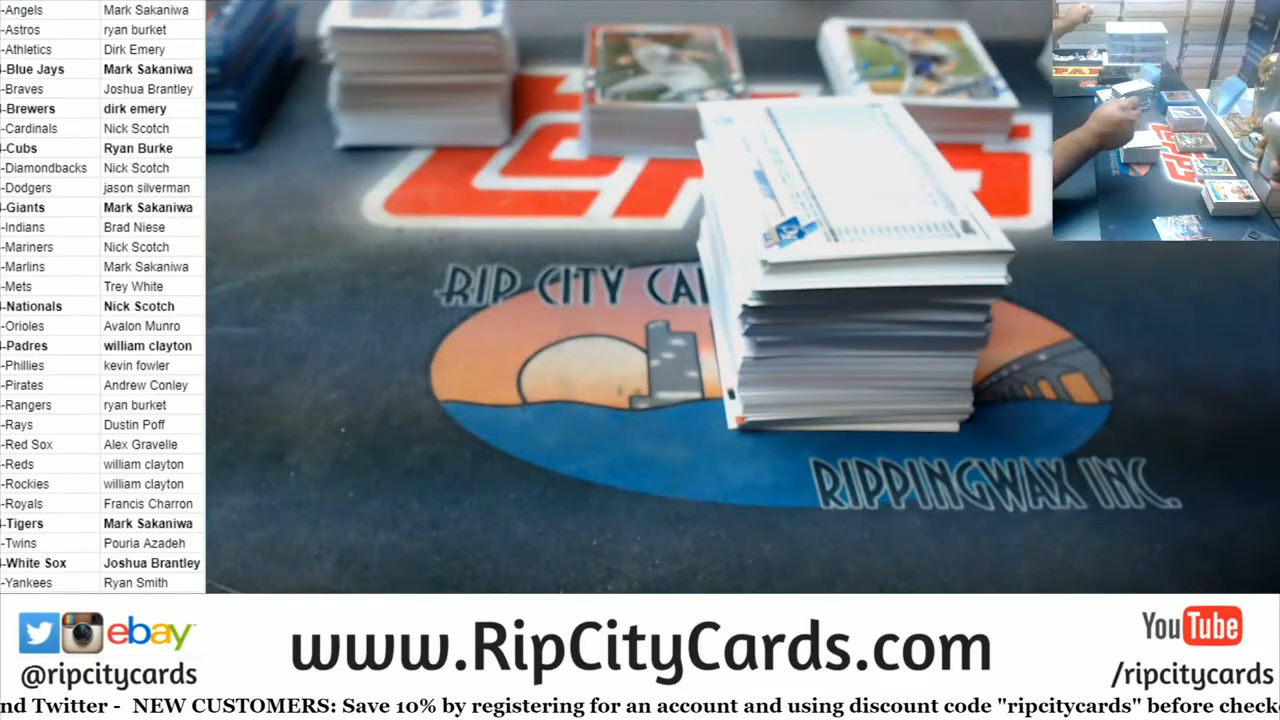 -Angels Mark Sakaniwa
-Astros ryan burket
-Athletics Dirk Emery
-Blue Jays Mark Sakaniwa
-Braves Joshua Brantley
-Brewers dirk emery
-Cardinals Nick Scotch
-Cubs Ryan Burke
-Diamondbacks Nick Scotch
-Dodgers jason silverman
-Giants Mark Sakaniwa
-Indians Brad Niese
-Mariners Nick Scotch
-Marlins Mark Sakaniwa
-Mets Trey White
-Nationals Nick Scotch
-Orioles Avalon Munro
-Padres william clayton
-Phillies kevin fowler
-Pirates Andrew Conley
-Rangers ryan burket
-Rays Dustin Poff
-Red Sox Alex Gravelle
-Reds william clayton
-Rockies william clayton
-Royals Francis Charron
-Tigers Mark Sakaniwa
-Twins Pouria Azadeh
-White Sox Joshua Brantley
-Yankees Ryan Smith
RIP CITY CA
RIPPINGWAX INC.
ebay
@ripcitycards
www.RipCityCards.com
YouTube
/ripcitycards
nd Twitter - NEW CUSTOMERS: Save 10% by registering for an account and using discount code "ripcitycards" before check